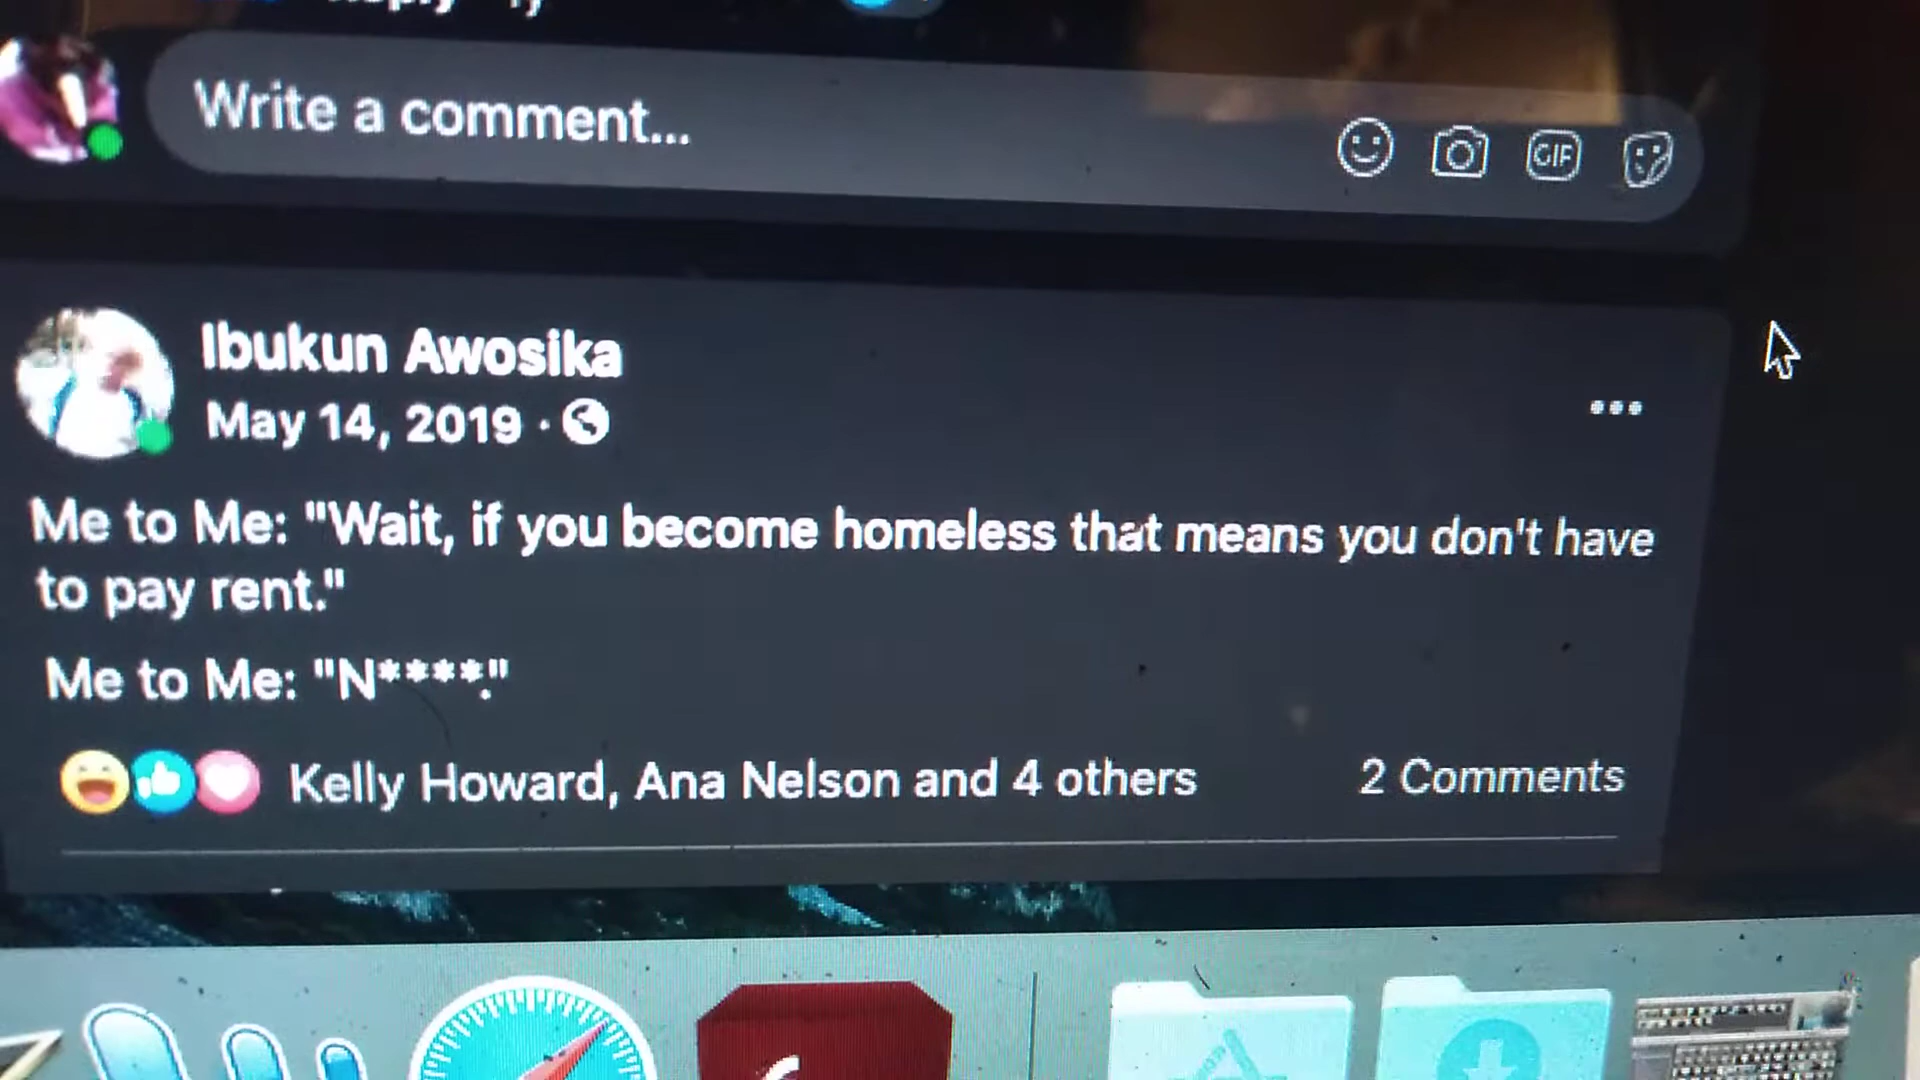 Write a comment...
GIF
Ibukun Awosika
May 14, 2019 ·
Me to Me: "Wait, if you become homeless that means you don't have
to pay rent."
Me to Me: "N****."
Kelly Howard, Ana Nelson and 4 others
2 Comments